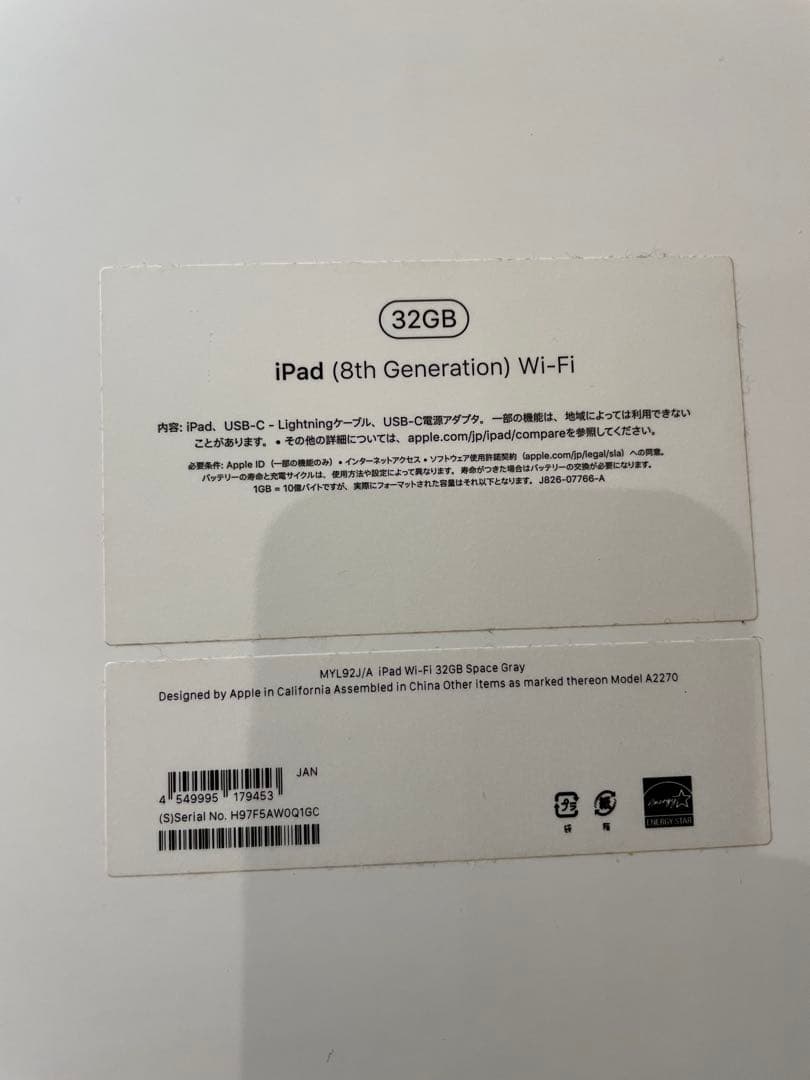 32GB
iPad (8th Generation) Wi-Fi
内容: iPad、USB-C - Lightningケーブル、USB-C電源アダプタ。一部の機能は、地域によっては利用できない
ことがあります。• その他の詳細については、apple.com/jp/ipad/compareを参照してください。
必要条件: Apple ID（一部の機能のみ）• インターネットアクセス • ソフトウェア使用許諾契約（apple.com/jp/legal/sla）への同意。
バッテリーの寿命と充電サイクルは、使用方法や設定によって異なります。寿命がつきた場合はバッテリーの交換が必要になります。
1GB = 10億バイトですが、実際にフォーマットされた容量はそれ以下となります。J826-07766-A
MYL92J/A iPad Wi-Fi 32GB Space Gray
Designed by Apple in California Assembled in China Other items as marked thereon Model A2270
JAN
4 549995 179453
(S)Serial No. H97F5AW0Q1GC
プラ
紙
袋
箱
energy
ENERGY STAR